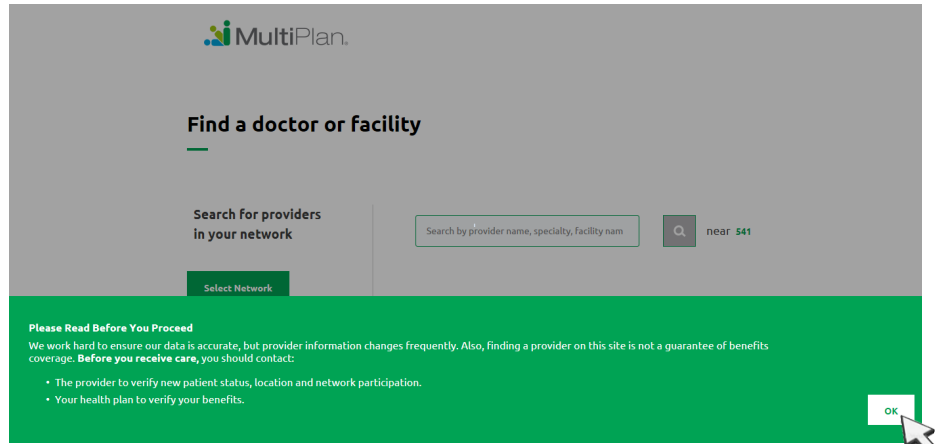 MultiPlan.
Find a doctor or facility
Search for providers
in your network
Search by provider name, specialty, facility nam
near 541
Select Network
Please Read Before You Proceed
We work hard to ensure our data is accurate, but provider information changes frequently. Also, finding a provider on this site is not a guarantee of benefits
coverage. Before you receive care, you should contact:
• The provider to verify new patient status, location and network participation.
• Your health plan to verify your benefits.
OK